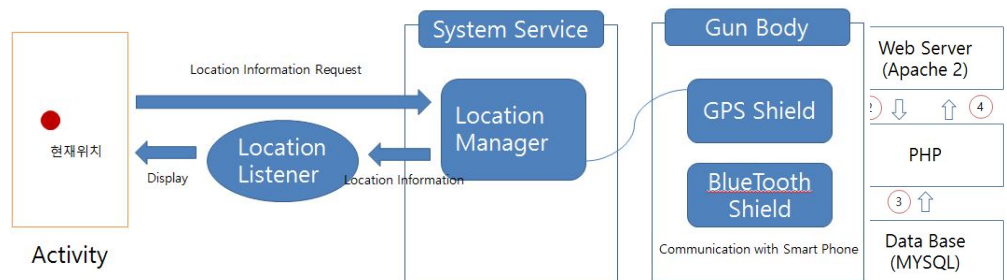 System Service
Gun Body
Web Server
(Apache 2)
Location Information Request
Location
Manager
GPS Shield
2
4
현재위치
Location
Listener
PHP
Display
Location Information
BlueTooth
Shield
3
Communication with Smart Phone
Activity
Data Base
(MYSQL)